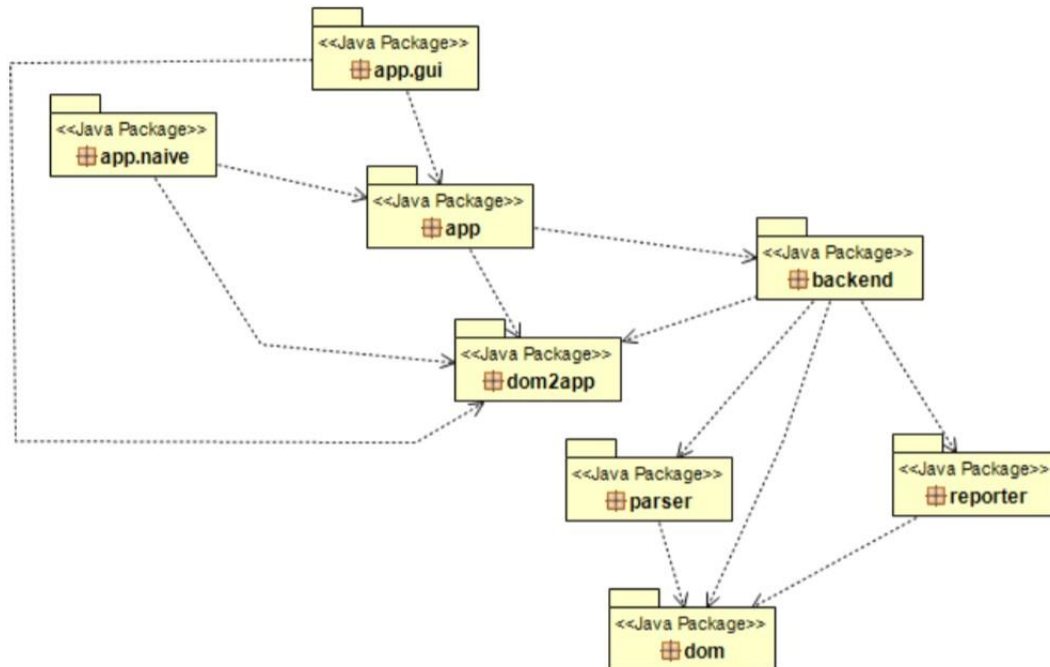 <<Java Package>>
app.gui
<<Java Package>>
app.naive
<<Java Package>>
app
<<Java Package>>
backend
<<Java Package>>
dom2app
<<Java Package>>
parser
<<Java Package>>
reporter
<<Java Package>>
dom